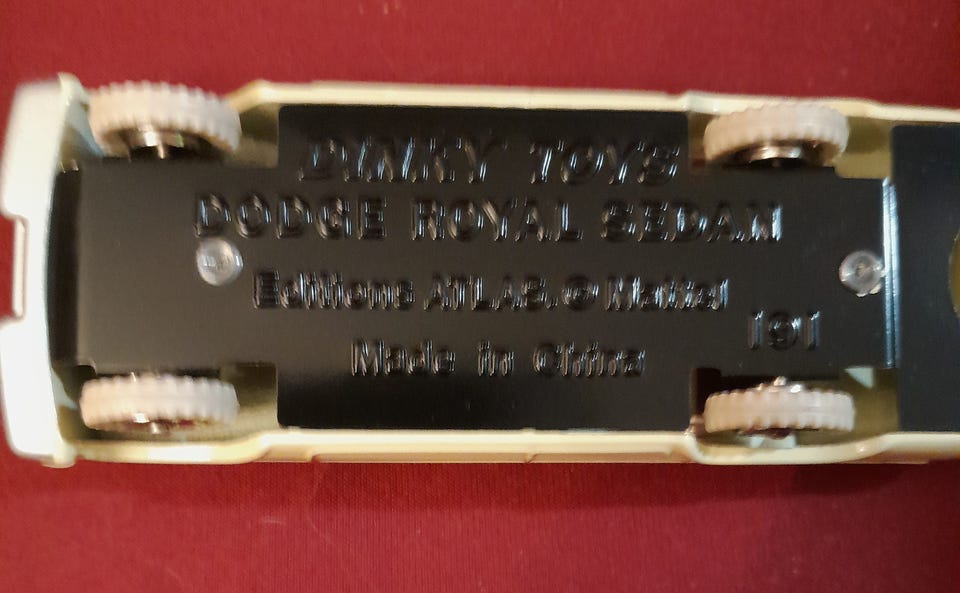 DINKY TOYS
DODGE ROYAL SEDAN
Editions ATLAS. © Mattel
191
Made in China